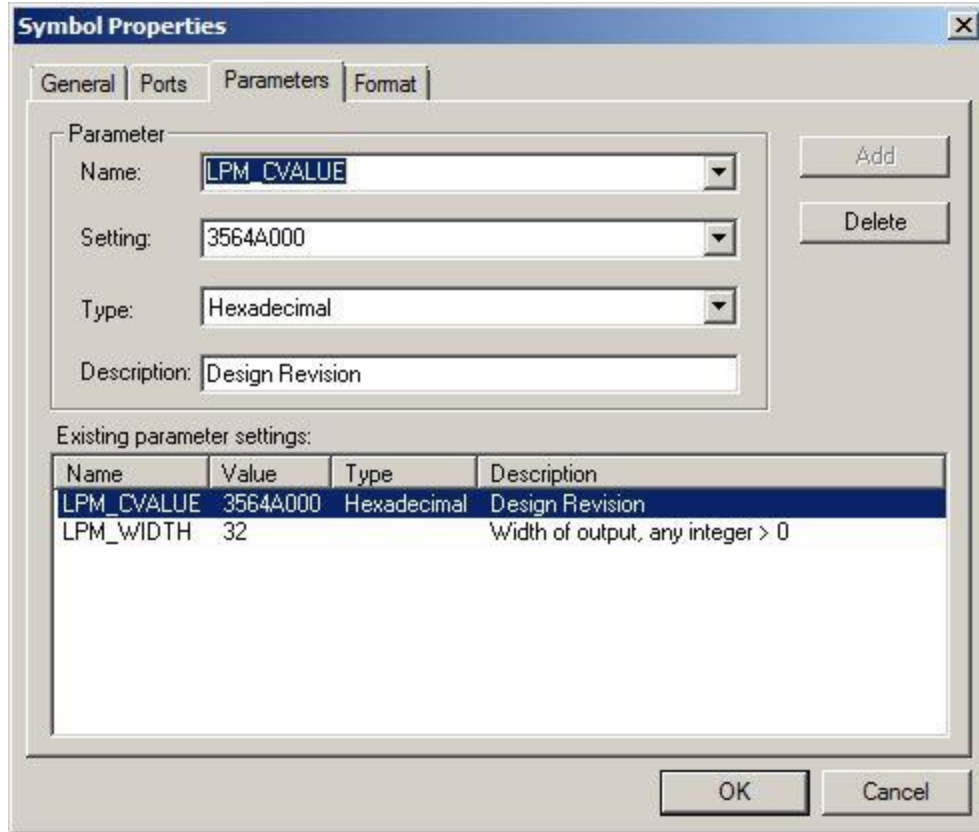 Symbol Properties
General Ports Parameters Format
Parameter
Name: LPM_CVALUE
Add
Setting: 3564A000
Delete
Type: Hexadecimal
Description: Design Revision
Existing parameter settings:
Name Value Type Description
LPM_CVALUE 3564A000 Hexadecimal Design Revision
LPM_WIDTH 32 Width of output, any integer > 0
OK Cancel